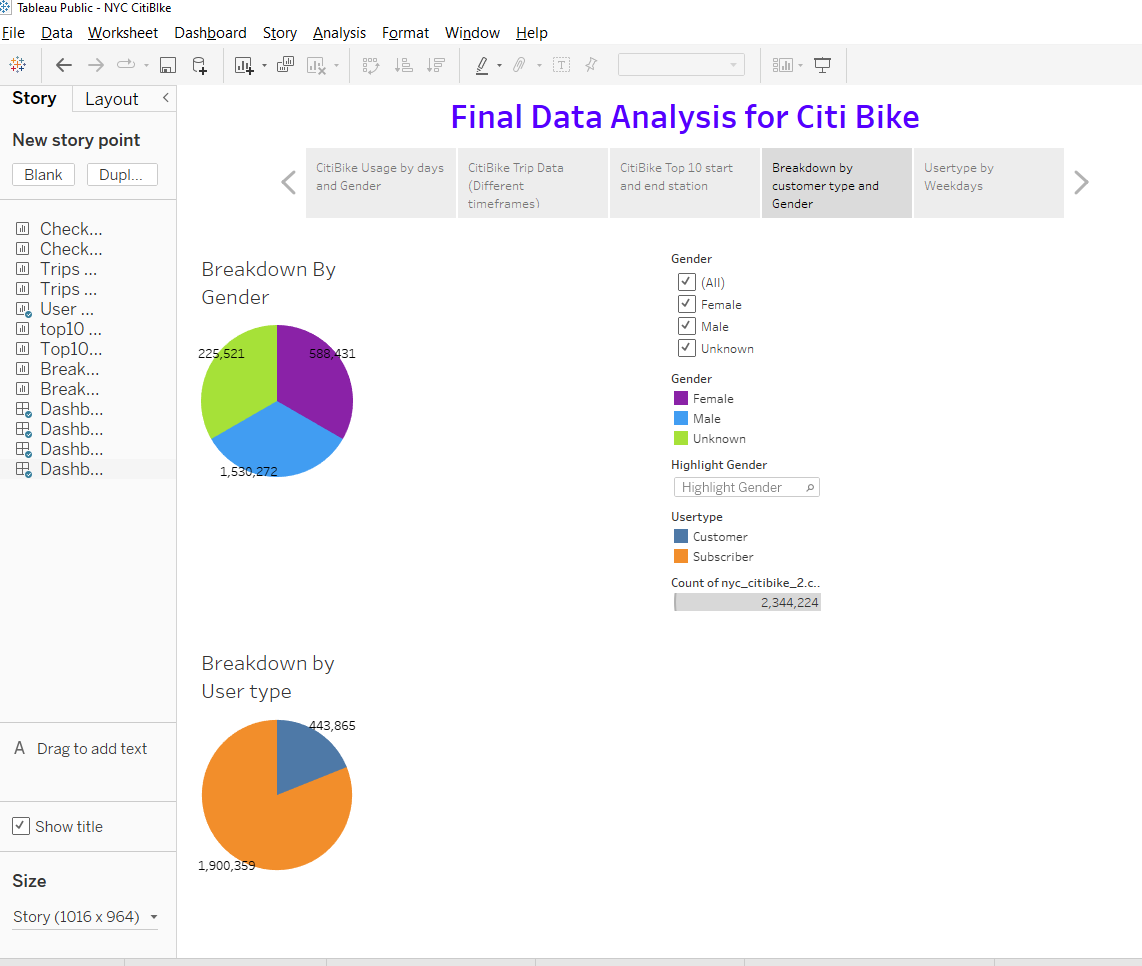 Tableau Public - NYC CitiBIke
File Data Worksheet Dashboard Story Analysis Format Window Help
Story Layout
New story point
Blank Dupl...
Check...
Check...
Trips ...
Trips ...
User ...
top10 ...
Top10...
Break...
Break...
Dashb...
Dashb...
Dashb...
Dashb...
A Drag to add text
Show title
Size
Story (1016 x 964)
Final Data Analysis for Citi Bike
CitiBike Usage by days
and Gender
CitiBike Trip Data
(Different
timeframes)
CitiBike Top 10 start
and end station
Breakdown by
customer type and
Gender
Usertype by
Weekdays
Breakdown By
Gender
225,521
588,431
1,530,272
Gender
(All)
Female
Male
Unknown
Gender
Female
Male
Unknown
Highlight Gender
Highlight Gender
Usertype
Customer
Subscriber
Count of nyc_citibike_2.c..
2,344,224
Breakdown by
User type
443,865
1,900,359